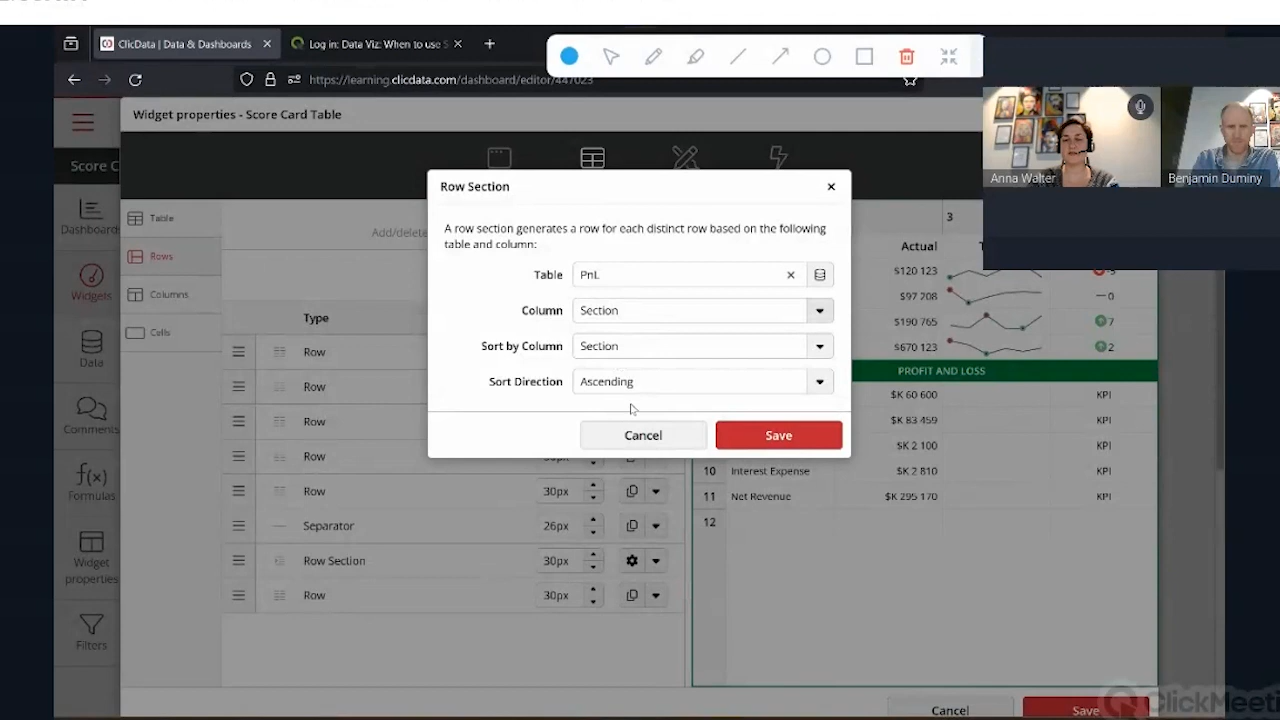 ClicData | Data & Dashboards
Log in: Data Viz: When to use
https://learning.clicdata.com/dashboard/editor/447023
Widget properties - Score Card Table
Anna Walter
Benjamin Duminy
Score C
Row Section
A row section generates a row for each distinct row based on the following
table and column:
Table PnL
Column Section
Sort by Column Section
Sort Direction Ascending
Cancel Save
Dashboard
Widgets
Data
Comments
Formulas
Widget
properties
Filters
Table
Rows
Columns
Cells
Add/delete
Type
Row
Row
Row
Row
Row 30px
Separator 26px
Row Section 30px
Row 30px
3
Actual
$120 123
$97 208 0
$190 765 7
$670 123 2
PROFIT AND LOSS
$K 60 600 KPI
$K 83 459 KPI
$K 2 100 KPI
10 Interest Expense $K 2 810 KPI
11 Net Revenue $K 295 170 KPI
12
Cancel Save
ClickMeeti